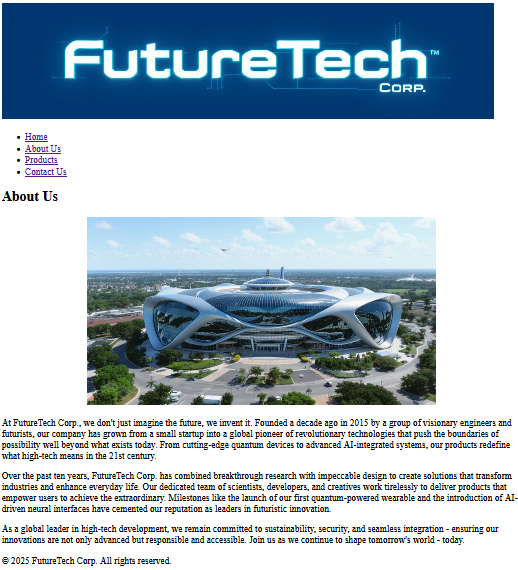 FutureTech™
Corp.
Home
About Us
Products
Contact Us
About Us
At FutureTech Corp., we don't just imagine the future, we invent it. Founded a decade ago in 2015 by a group of visionary engineers and
futurists, our company has grown from a small startup into a global pioneer of revolutionary technologies that push the boundaries of
possibility well beyond what exists today. From cutting-edge quantum devices to advanced AI-integrated systems, our products redefine
what high-tech means in the 21st century.
Over the past ten years, FutureTech Corp. has combined breakthrough research with impeccable design to create solutions that transform
industries and enhance everyday life. Our dedicated team of scientists, developers, and creatives work tirelessly to deliver products that
empower users to achieve the extraordinary. Milestones like the launch of our first quantum-powered wearable and the introduction of AI-
driven neural interfaces have cemented our reputation as leaders in futuristic innovation.
As a global leader in high-tech development, we remain committed to sustainability, security, and seamless integration - ensuring our
innovations are not only advanced but responsible and accessible. Join us as we continue to shape tomorrow's world - today.
© 2025 FutureTech Corp. All rights reserved.